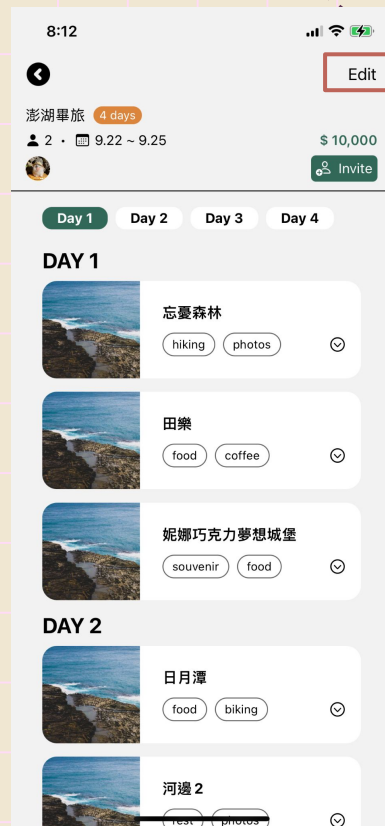 8:12
Edit
澎湖畢旅 4 days
2 · 9.22 ~ 9.25
$ 10,000
Invite
Day 1 Day 2 Day 3 Day 4
DAY 1
忘憂森林
hiking photos
田樂
food coffee
妮娜巧克力夢想城堡
souvenir food
DAY 2
日月潭
food biking
河邊2
rest photos